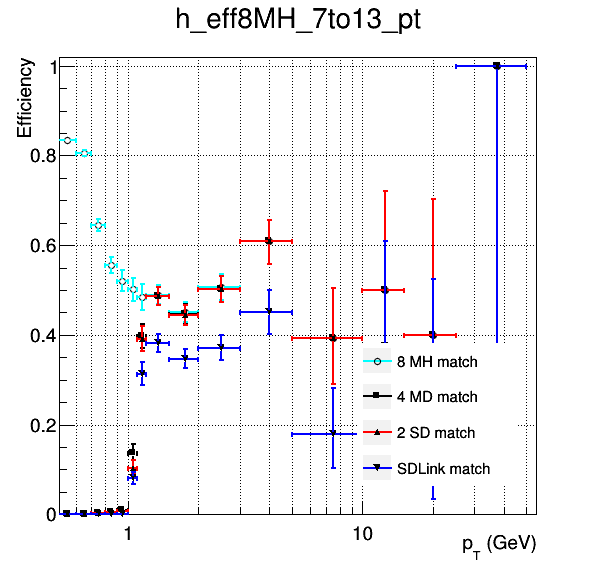 h_eff8MH_7to13_pt
Efficiency
1
0.8
0.6
0.4
0.2
0
8 MH match
4 MD match
2 SD match
SDLink match
1
10
p_T (GeV)